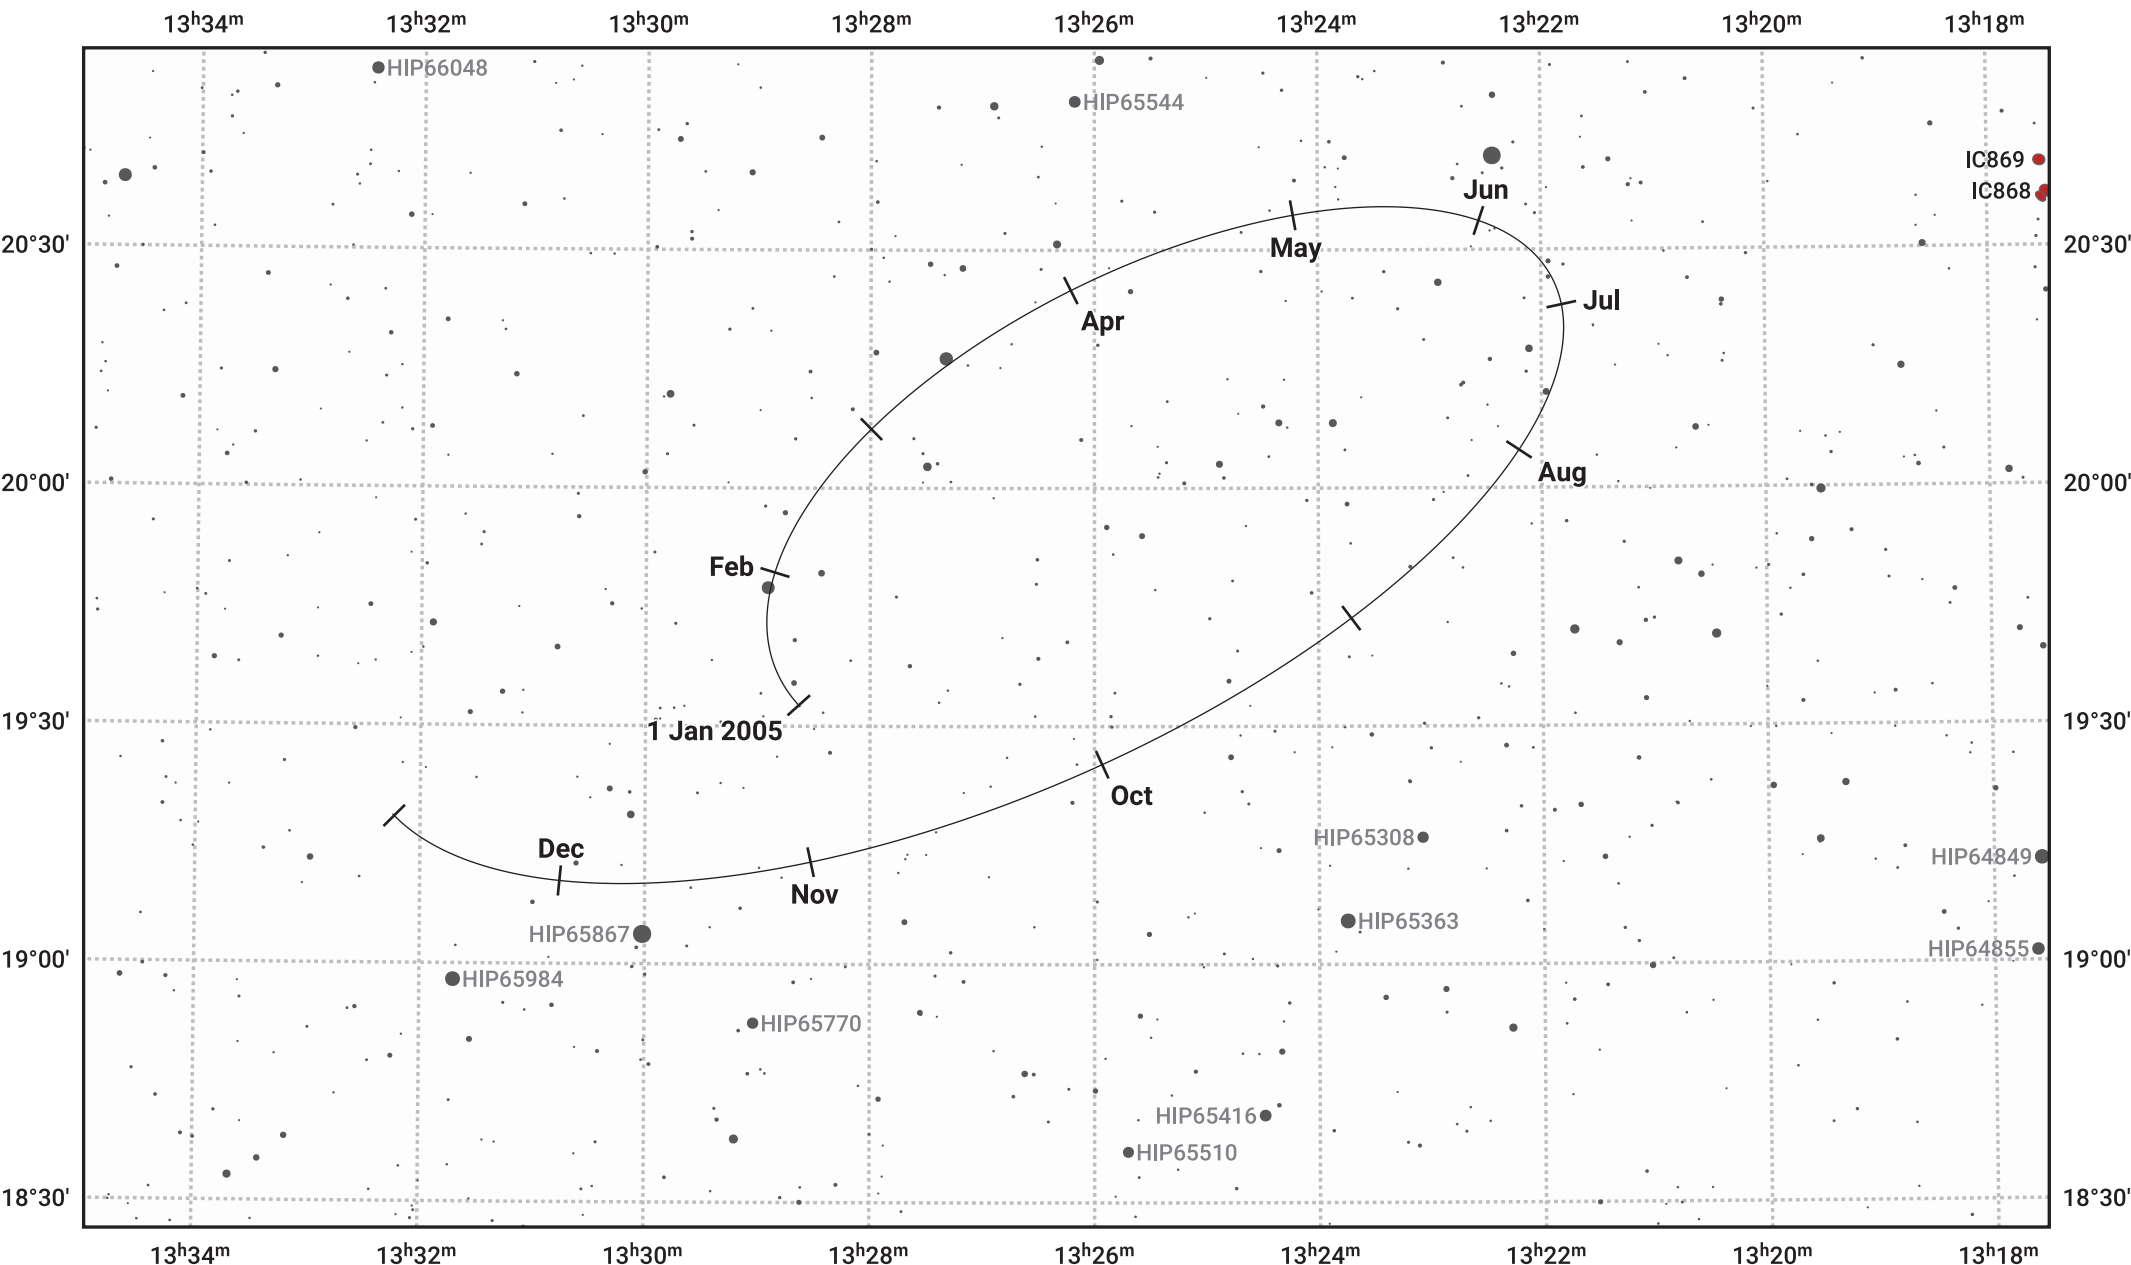 13h34m 13h32m 13h30m 13h28m 13h26m 13h24m 13h22m 13h20m 13h18m
HIP66048
HIP65544
IC869
IC868
Jun
20°30' 20°30'
May
Jul
Apr
Aug
20°00' 20°00'
Feb
19°30' 19°30'
1 Jan 2005
Oct
HIP65308
Dec
HIP64849
Nov
HIP65363
HIP65867
HIP64855
19°00' 19°00'
HIP65984
HIP65770
HIP65416
HIP65510
18°30' 18°30'
13h34m 13h32m 13h30m 13h28m 13h26m 13h24m 13h22m 13h20m 13h18m